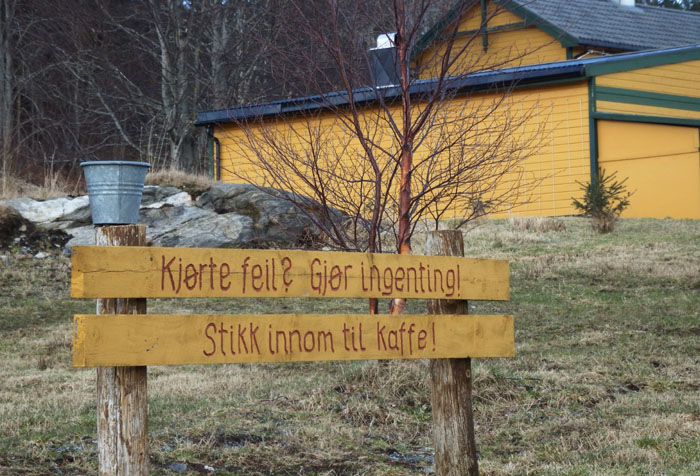 Kjørte feil? Gjør ingenting!
Stikk innom til kaffe!